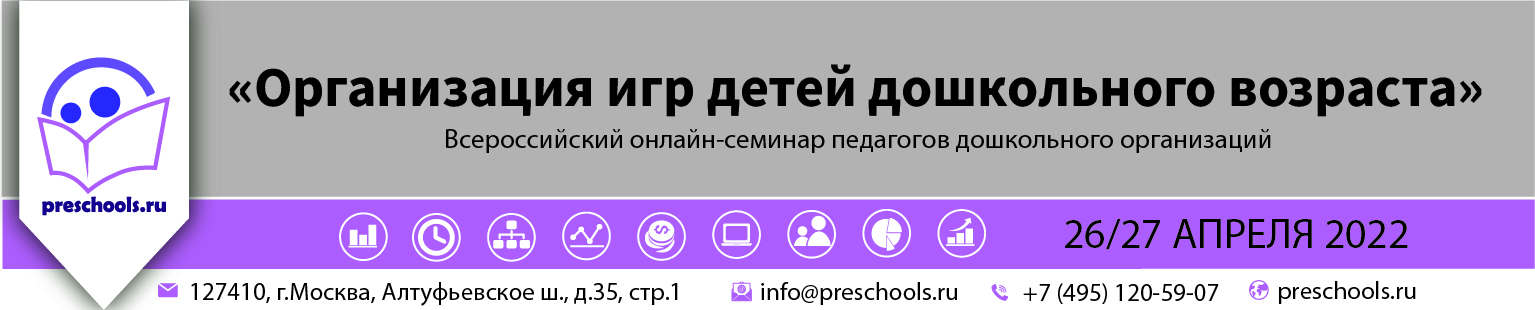 «Организация игр детей дошкольного возраста»
Всероссийский онлайн-семинар педагогов дошкольного организаций
preschools.ru
26/27 АПРЕЛЯ 2022
127410, г.Москва, Алтуфьевское ш., д.35, стр.1 info@preschools.ru +7 (495) 120-59-07 preschools.ru